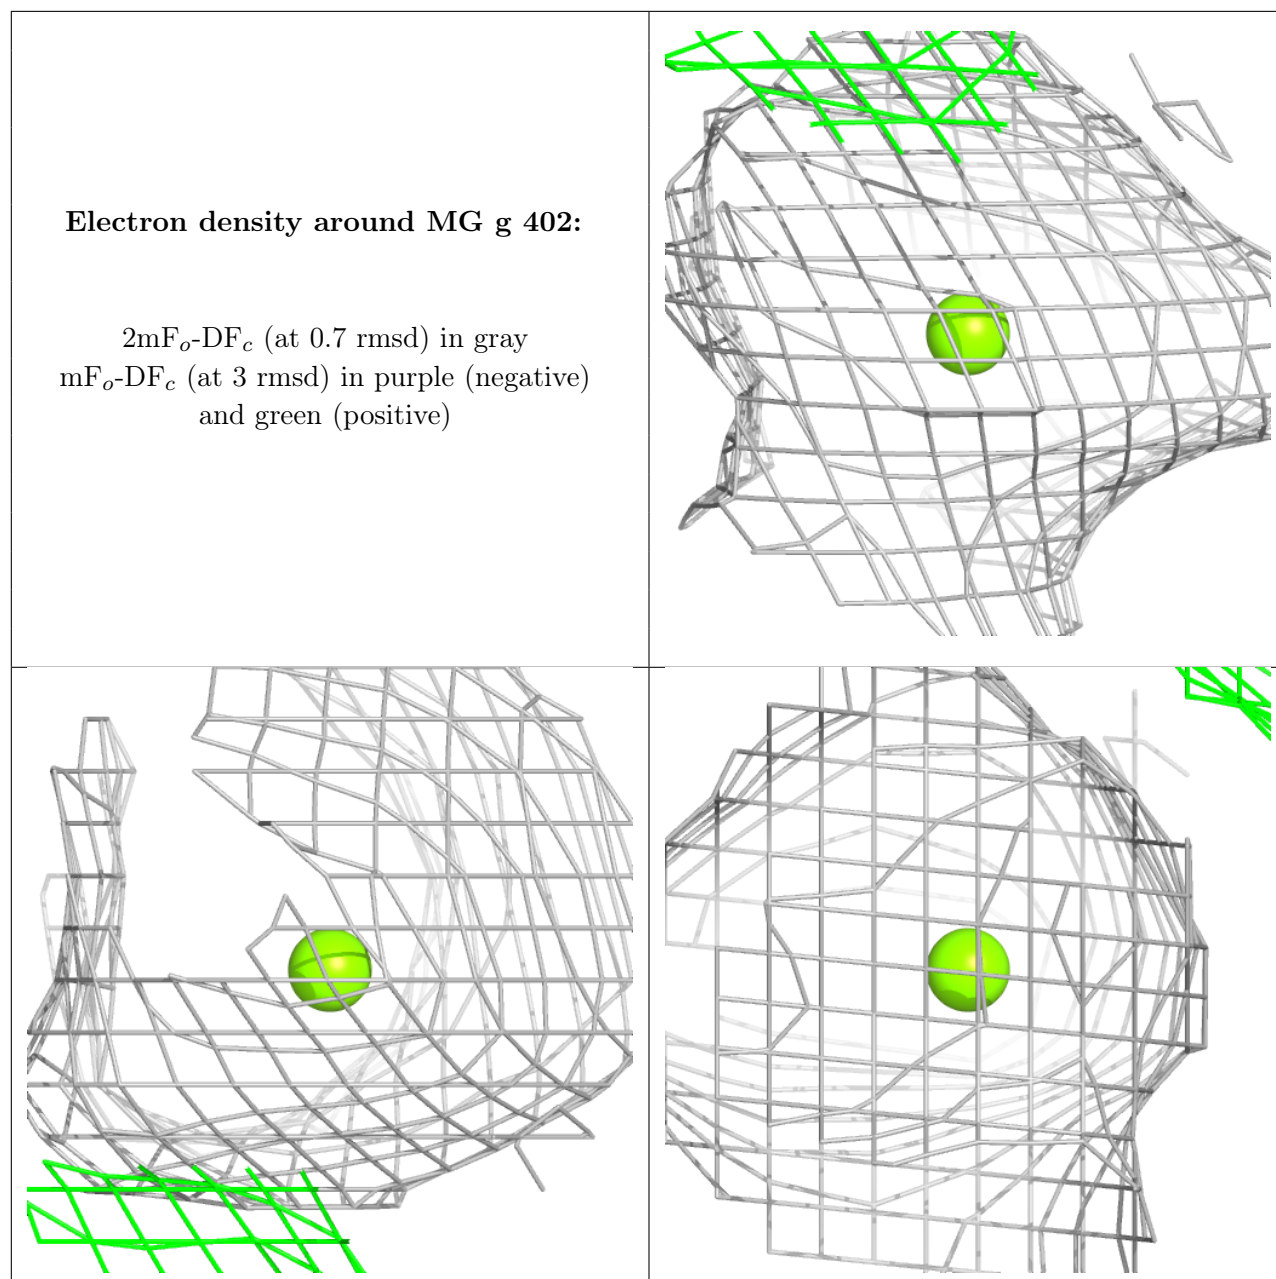 Electron density around MG g 402:
2mFo-DFc (at 0.7 rmsd) in gray
mFo-DFc (at 3 rmsd) in purple (negative)
and green (positive)